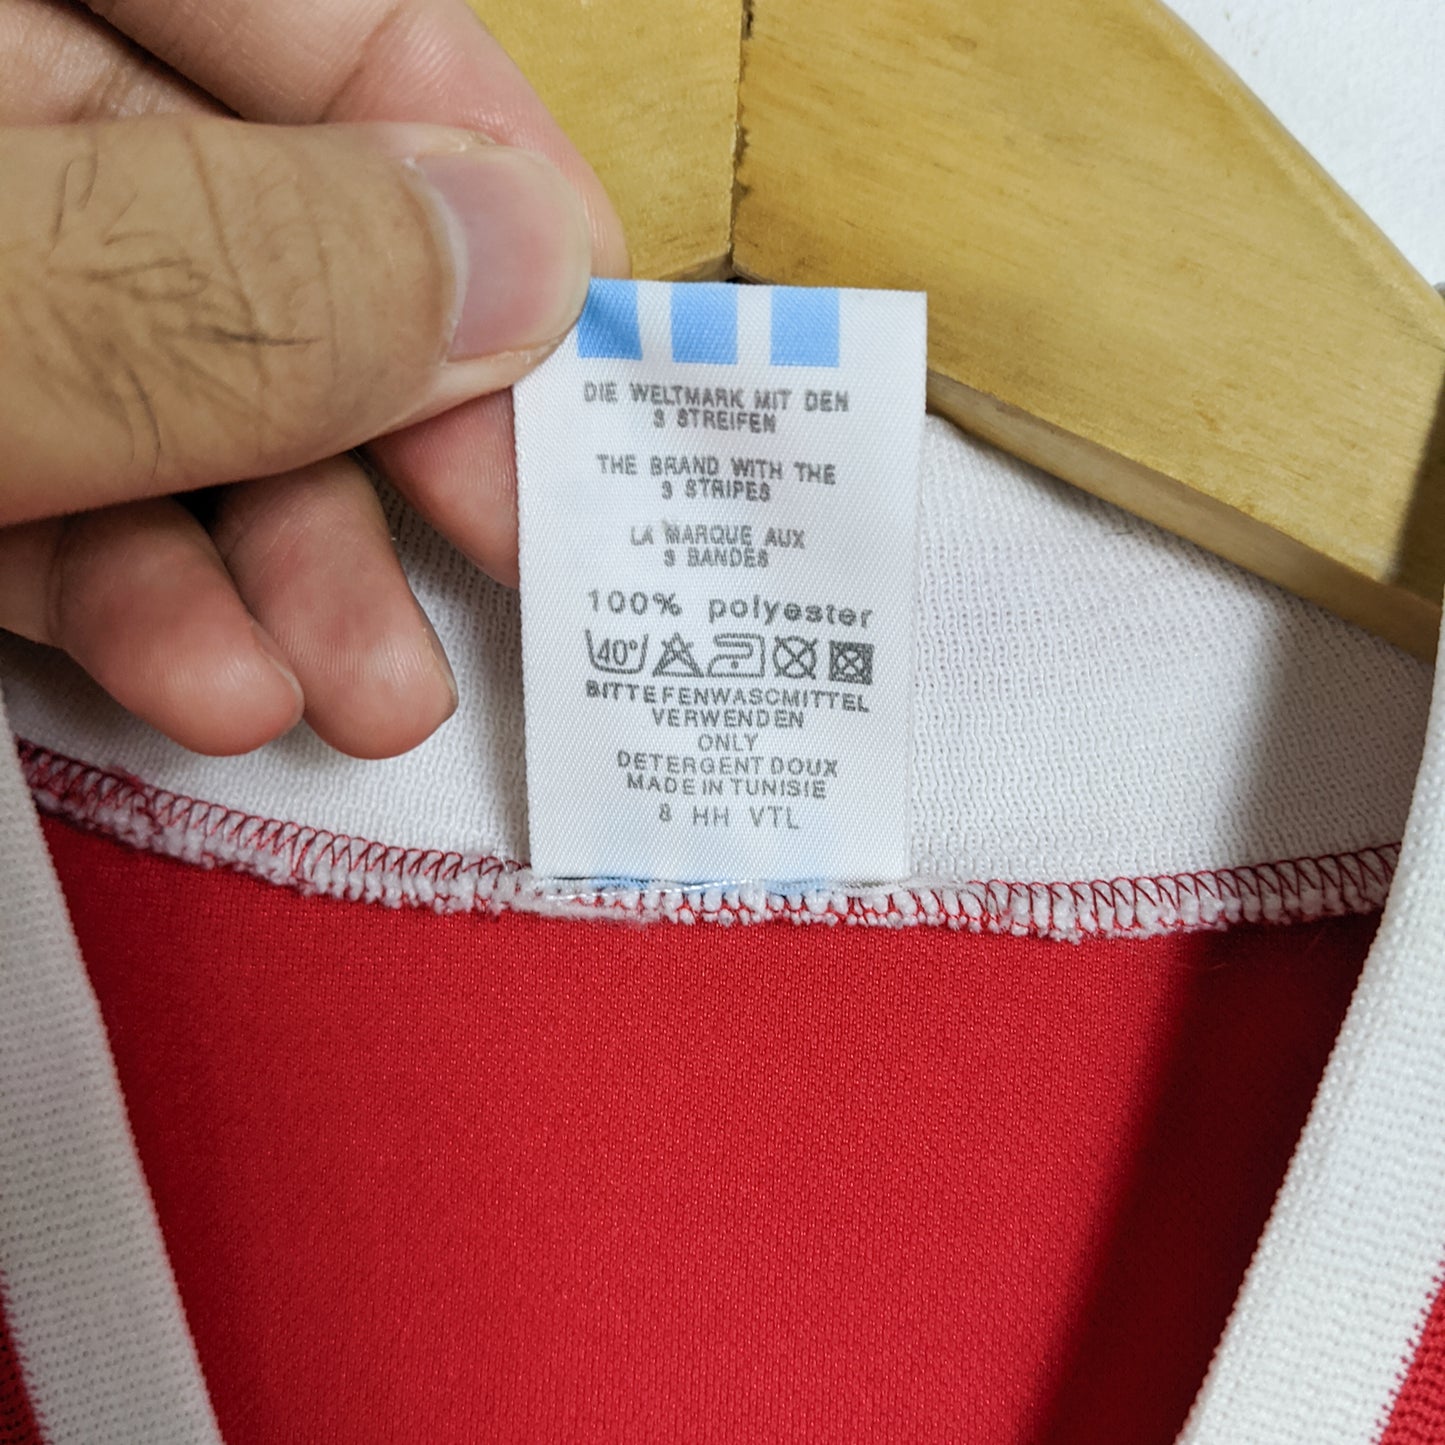 DIE WELTMARK MIT DEN
3 STREIFEN
THE BRAND WITH THE
3 STRIPES
LA MARQUE AUX
3 BANDES
100% polyester
40°
BITTEFENWASCMITTEL
VERWENDEN
ONLY
DETERGENT DOUX
MADE IN TUNISIE
8 HH VTL